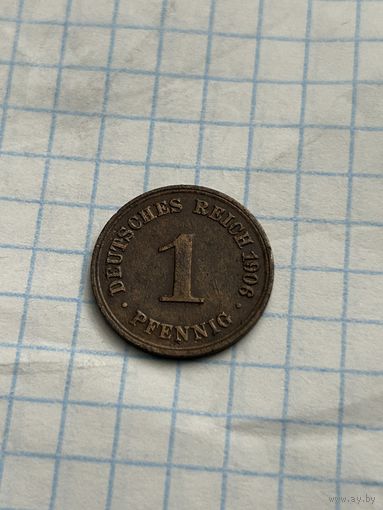 DEUTSCHES REICH 1906
1
PFENNIG
www.ay.by